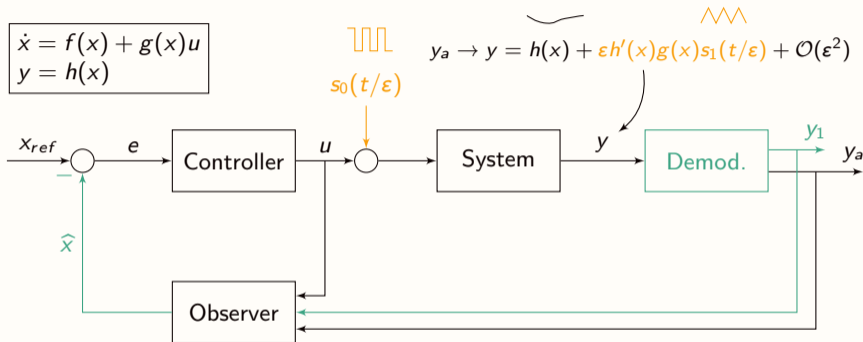 ẋ = f(x) + g(x)u
y = h(x)
yₐ → y = h(x) + εh′(x)g(x)s₁(t/ε) + 𝒪(ε²)
s₀(t/ε)
x_ref
e
Controller
u
System
y
Demod.
y₁
yₐ
−
x̂
Observer